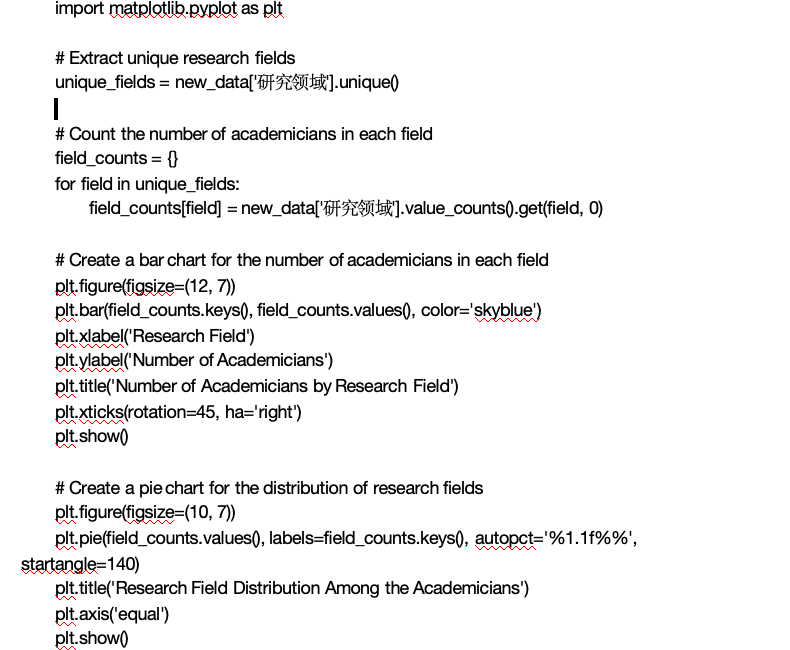 import matplotlib.pyplot as plt
# Extract unique research fields
unique_fields = new_data['研究领域'].unique()
# Count the number of academicians in each field
field_counts = {}
for field in unique_fields:
field_counts[field] = new_data['研究领域'].value_counts().get(field, 0)
# Create a bar chart for the number of academicians in each field
plt.figure(figsize=(12, 7))
plt.bar(field_counts.keys(), field_counts.values(), color='skyblue')
plt.xlabel('Research Field')
plt.ylabel('Number of Academicians')
plt.title('Number of Academicians by Research Field')
plt.xticks(rotation=45, ha='right')
plt.show()
# Create a pie chart for the distribution of research fields
plt.figure(figsize=(10, 7))
plt.pie(field_counts.values(), labels=field_counts.keys(), autopct='%1.1f%%',
startangle=140)
plt.title('Research Field Distribution Among the Academicians')
plt.axis('equal')
plt.show()